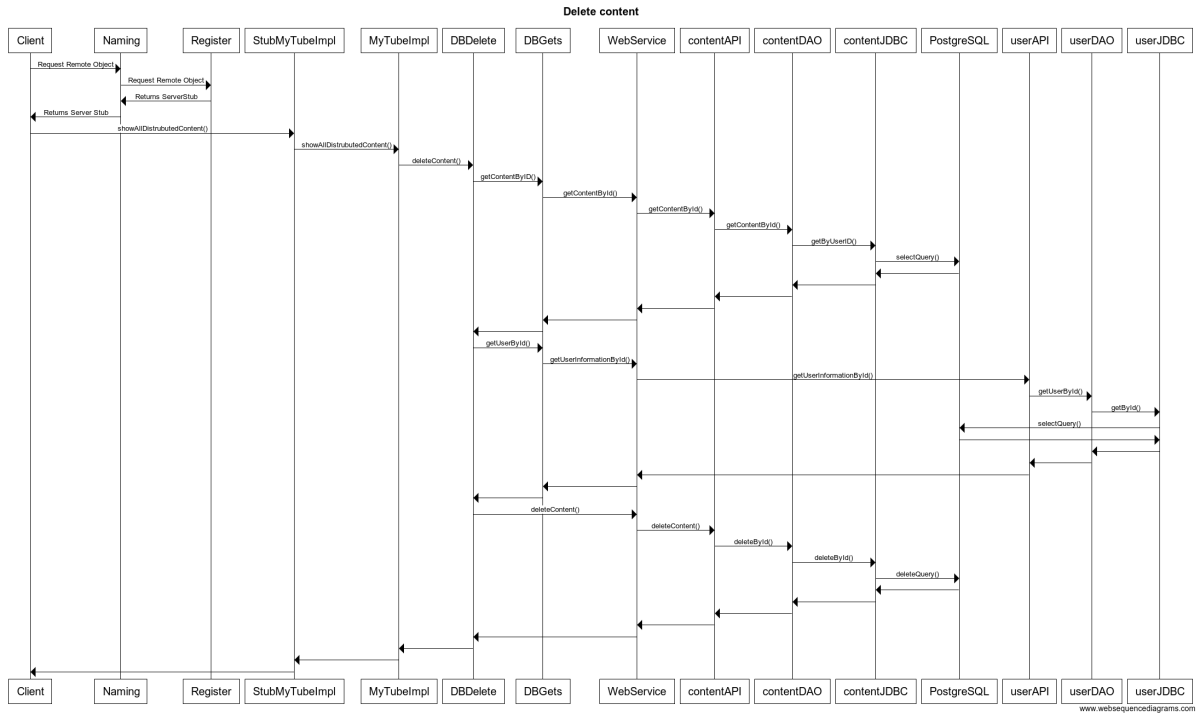 Delete content
Client Naming Register StubMyTubeImpl MyTubeImpl DBDelete DBGets WebService contentAPI contentDAO contentJDBC PostgreSQL userAPI userDAO userJDBC
Request Remote Object
Request Remote Object
Returns ServerStub
Returns Server Stub
showAllDistrubutedContent()
showAllDistrubutedContent()
deleteContent()
getContentByID()
getContentById()
getContentById()
getContentById()
getByUserID()
selectQuery()
getUserById()
getUserInformationById()
getUserInformationById()
getUserById()
getById()
selectQuery()
deleteContent()
deleteContent()
deleteById()
deleteById()
deleteQuery()
Client Naming Register StubMyTubeImpl MyTubeImpl DBDelete DBGets WebService contentAPI contentDAO contentJDBC PostgreSQL userAPI userDAO userJDBC
www.websequencediagrams.com